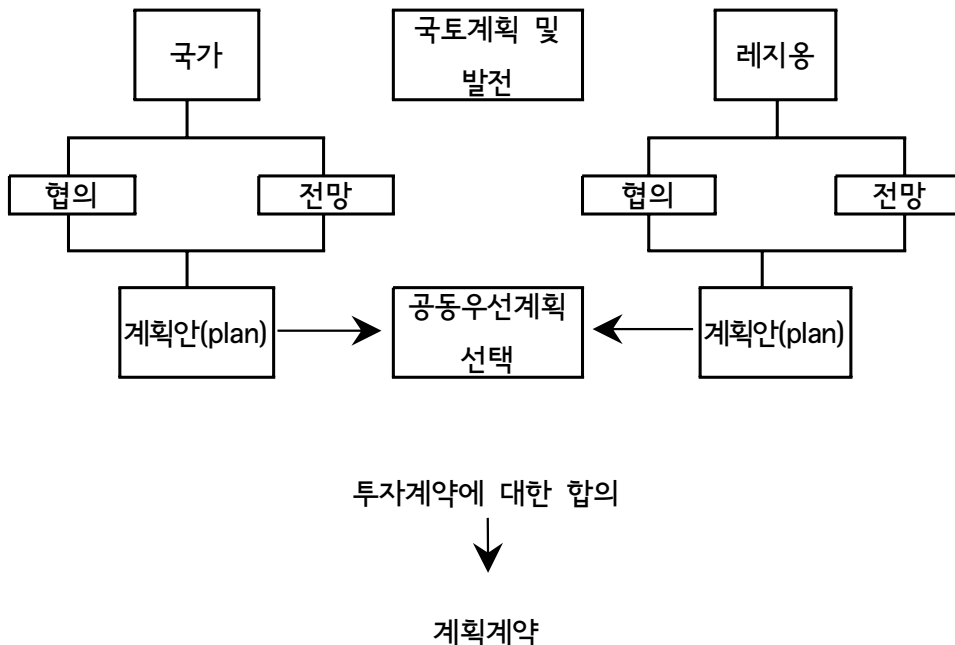 국가
국토계획 및
발전
레지옹
협의
전망
협의
전망
계획안(plan)
공동우선계획
선택
계획안(plan)
투자계약에 대한 합의
계획계약